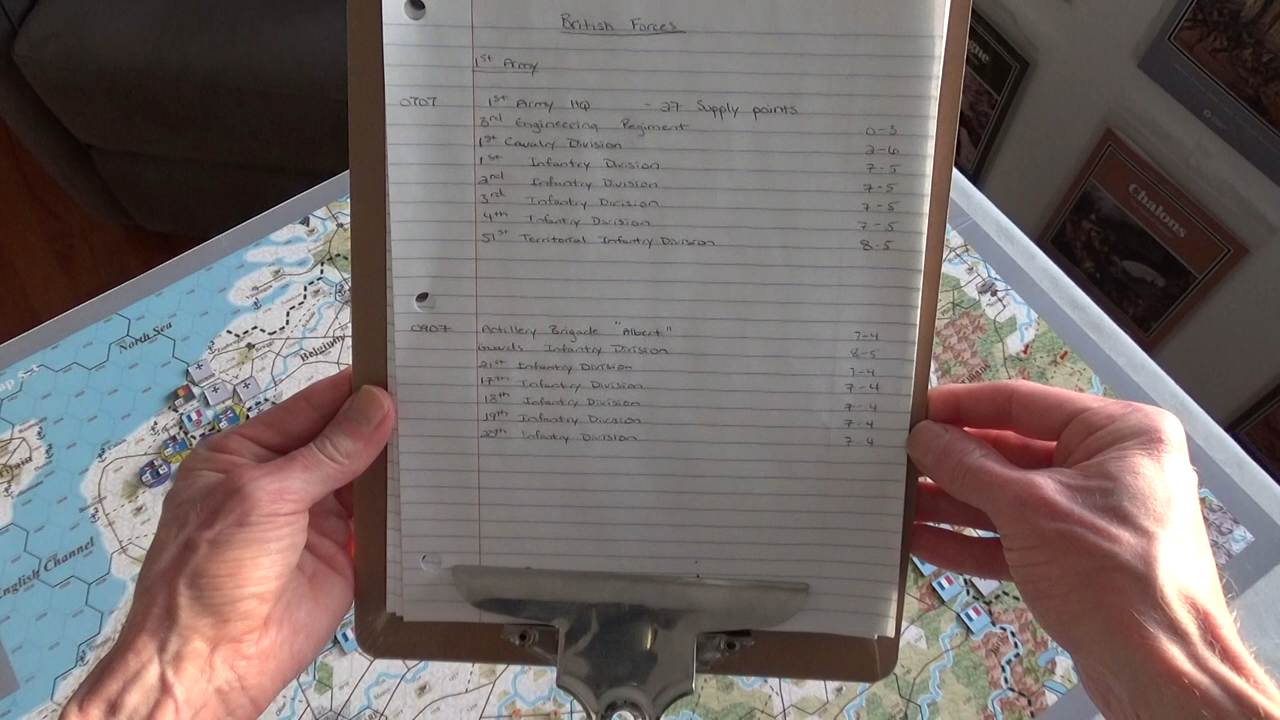 British Forces
1st Army
0707 1st Army HQ - 27 Supply points
3rd Engineering Regiment 0-3
1st Cavalry Division 2-6
1st Infantry Division 7-5
2nd Infantry Division 7-5
3rd Infantry Division 7-5
4th Infantry Division 7-5
51st Territorial Infantry Division 8-5
0907 Artillery Brigade "Albert" 7-4
Guards Infantry Division 8-5
21st Infantry Division 7-4
17th Infantry Division 7-4
18th Infantry Division 7-4
19th Infantry Division 7-4
20th Infantry Division 7-4
North Sea
Belgium
English Channel
Chalons